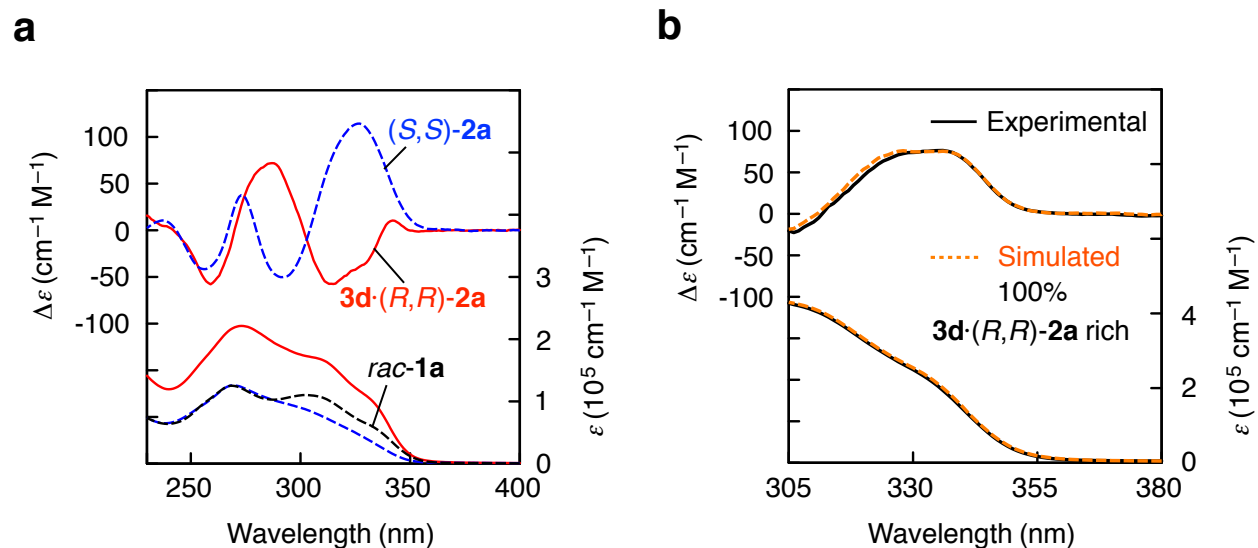 a
100
50
0
-50
-100
Δε (cm⁻¹ M⁻¹)
(S,S)-2a
3d·(R,R)-2a
rac-1a
3
2
1
0
ε (10⁵ cm⁻¹ M⁻¹)
250
300
350
400
Wavelength (nm)
b
100
50
0
-50
-100
Δε (cm⁻¹ M⁻¹)
Experimental
Simulated
100%
3d·(R,R)-2a rich
4
2
0
ε (10⁵ cm⁻¹ M⁻¹)
305
330
355
380
Wavelength (nm)